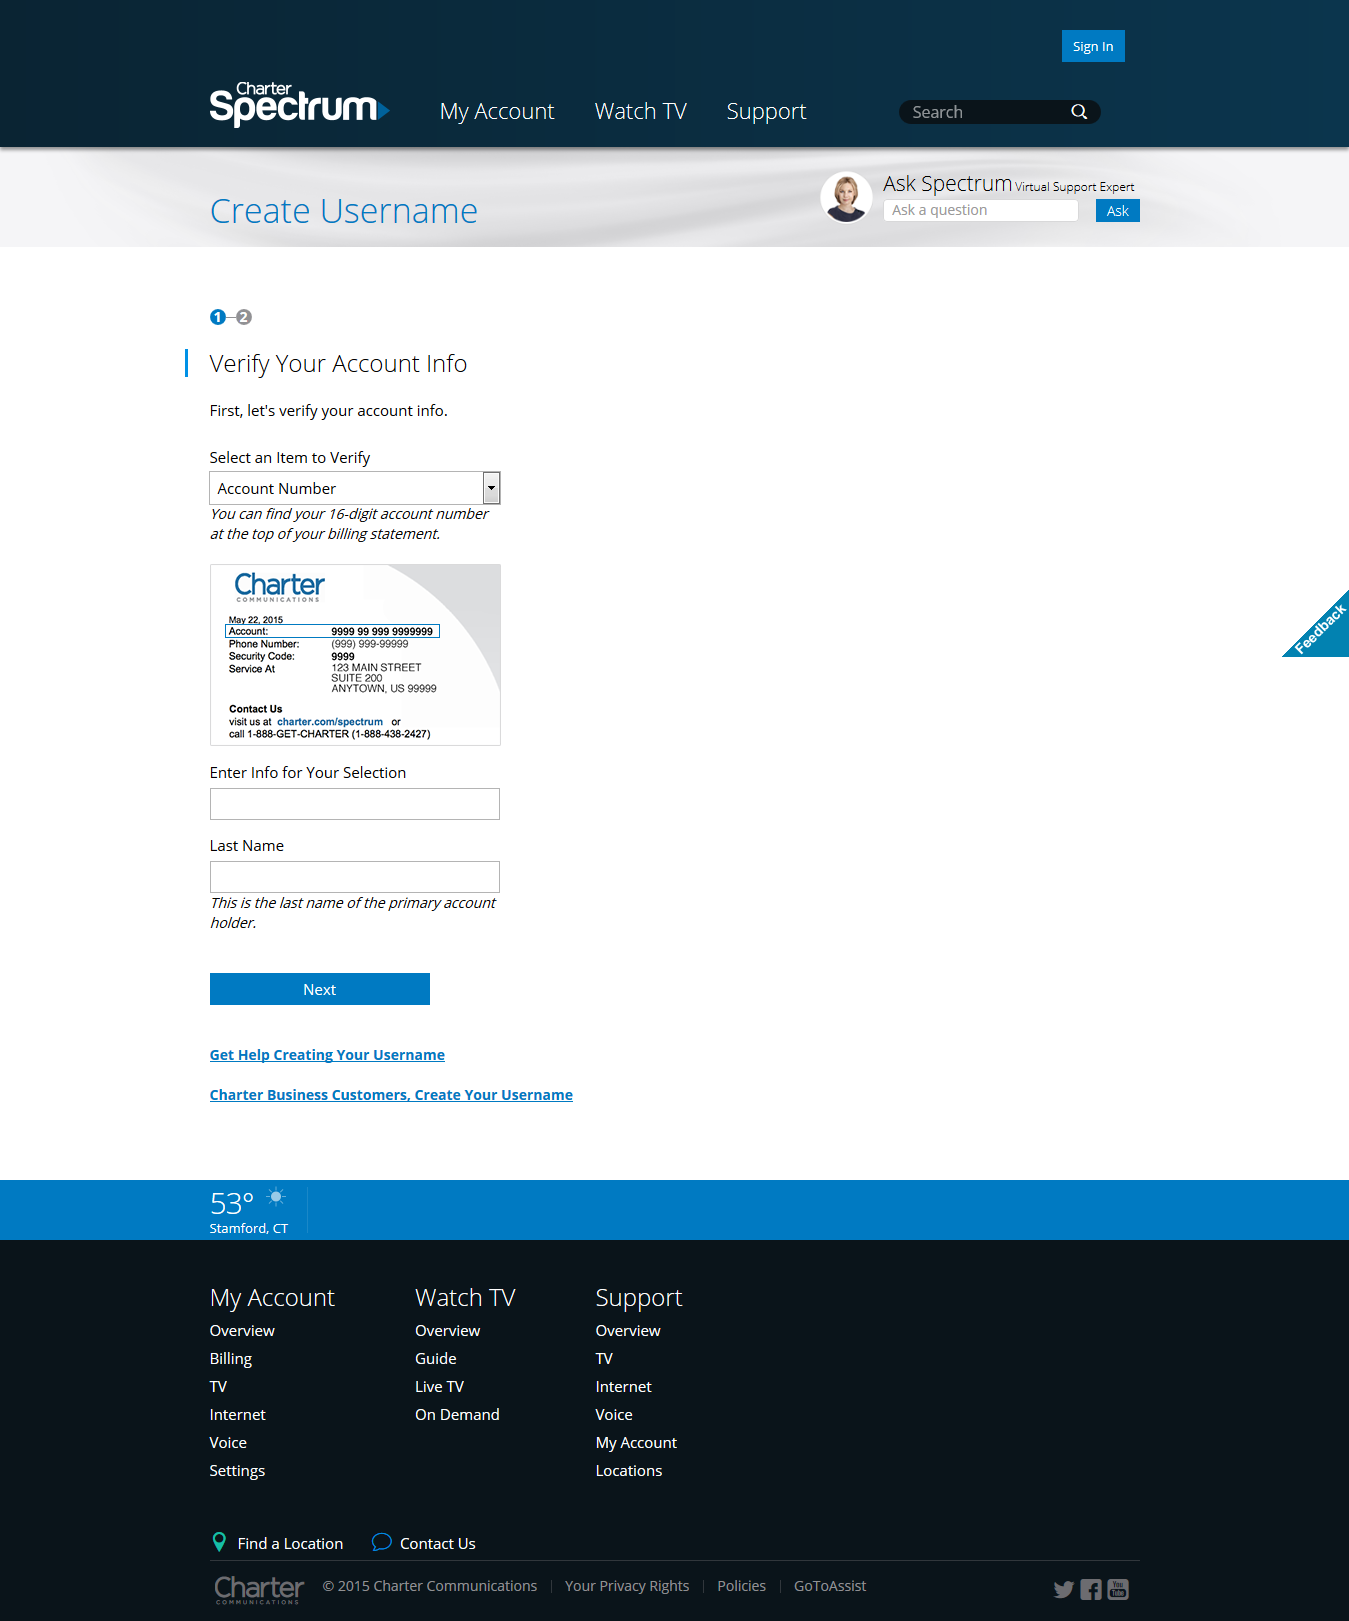 Sign In
Charter
Spectrum
My Account
Watch TV
Support
Search
Create Username
Ask Spectrum Virtual Support Expert
Ask a question
Ask
1 2
Verify Your Account Info
First, let's verify your account info.
Select an Item to Verify
Account Number
You can find your 16-digit account number
at the top of your billing statement.
Charter
COMMUNICATIONS
May 22, 2015
Account: 9999 99 999 9999999
Phone Number: (999) 999-99999
Security Code: 9999
Service At 123 MAIN STREET
SUITE 200
ANYTOWN, US 99999
Contact Us
visit us at charter.com/spectrum or
call 1-888-GET-CHARTER (1-888-438-2427)
Feedback
Enter Info for Your Selection
Last Name
This is the last name of the primary account
holder.
Next
Get Help Creating Your Username
Charter Business Customers, Create Your Username
53°
Stamford, CT
My Account
Overview
Billing
TV
Internet
Voice
Settings
Watch TV
Overview
Guide
Live TV
On Demand
Support
Overview
TV
Internet
Voice
My Account
Locations
Find a Location
Contact Us
Charter
COMMUNICATIONS
© 2015 Charter Communications
Your Privacy Rights
Policies
GoToAssist
You
Tube